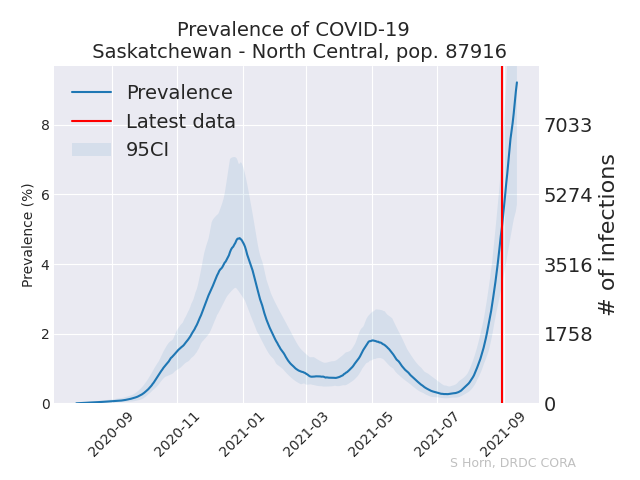 Prevalence of COVID-19
Saskatchewan - North Central, pop. 87916
Prevalence
Latest data
95CI
Prevalence (%)
8
6
4
2
0
7033
5274
3516
1758
0
# of infections
2020-09
2020-11
2021-01
2021-03
2021-05
2021-07
2021-09
S Horn, DRDC CORA